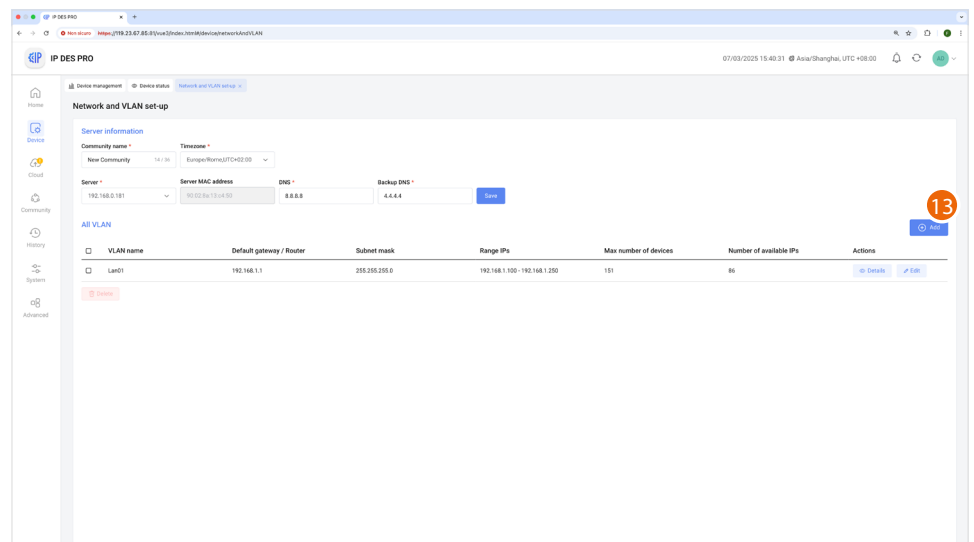 IP DES PRO
Not secure https://119.23.67.85:81/vue3/index.html#/device/networkAndVLAN
IP DES PRO
07/03/2025 15:40:31 Asia/Shanghai, UTC +08:00 AD
Device management Device status Network and VLAN set-up
Home
Network and VLAN set-up
Device
Server information
Community name * Timezone *
New Community 14 / 36 Europe/Rome,UTC+02:00
Cloud
Server * Server MAC address DNS * Backup DNS *
192.168.0.181 8.8.8.8 4.4.4.4 Save
Community
13
All VLAN
Add
History
VLAN name Default gateway / Router Subnet mask Range IPs Max number of devices Number of available IPs Actions
Lan01 192.168.1.1 255.255.255.0 192.168.1.100 - 192.168.1.250 151 86 Details Edit
System
Delete
Advanced